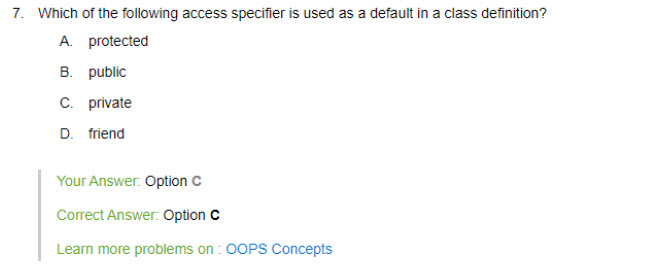 7. Which of the following access specifier is used as a default in a class definition?
A. protected
B. public
C. private
D. friend
Your Answer: Option C
Correct Answer: Option C
Learn more problems on : OOPS Concepts